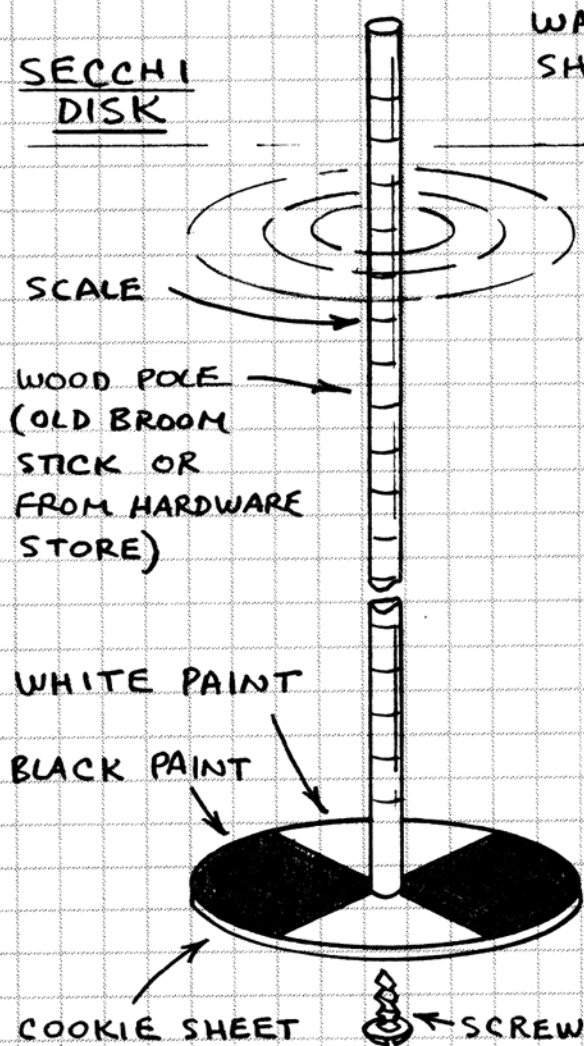 SECCHI
DISK
SCALE
WOOD POLE
(OLD BROOM
STICK OR
FROM HARDWARE
STORE)
WHITE PAINT
BLACK PAINT
COOKIE SHEET
SCREW